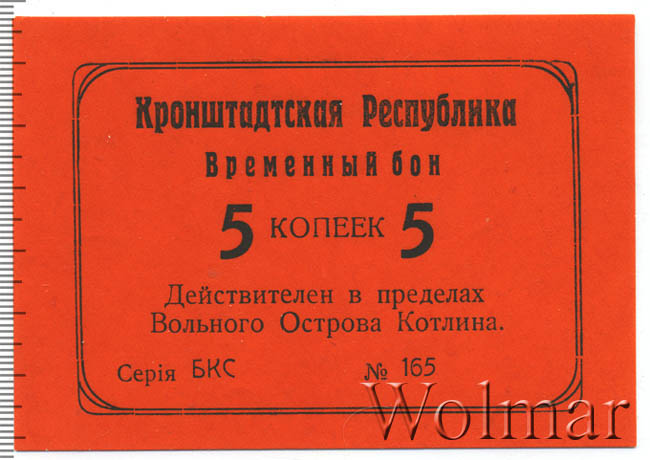 Кронштадтская Республика
Временный бон
5 КОПЕЕК 5
Действителен в пределах
Вольного Острова Котлина.
Серія БКС № 165
Wolmar